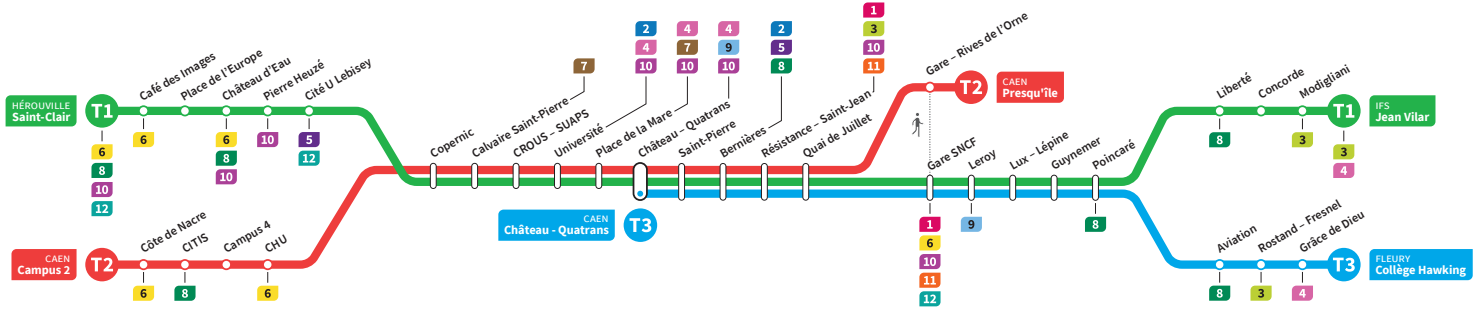 HÉROUVILLE
Saint-Clair
T1
6
8
10
12
Café des Images
6
Place de l'Europe
Château d'Eau
6
8
10
Pierre Heuzé
10
Cité U Lebisey
5
12
CAEN
Campus 2
T2
Côte de Nacre
6
CITIS
8
Campus 4
CHU
6
Copernic
Calvaire Saint-Pierre
7
CROUS – SUAPS
Université
2
4
10
Place de la Mare
4
7
10
Château – Quatrans
4
9
10
CAEN
Château - Quatrans
T3
Saint-Pierre
Bernières
2
5
8
Résistance – Saint-Jean
1
3
10
11
Quai de Juillet
Gare – Rives de l'Orne
T2
CAEN
Presqu'île
Gare SNCF
1
6
10
11
12
Leroy
9
Lux – Lépine
Guynemer
Poincaré
8
Liberté
8
Concorde
Modigliani
3
T1
3
4
IFS
Jean Vilar
Aviation
8
Rostand – Fresnel
3
Grâce de Dieu
4
T3
FLEURY
Collège Hawking